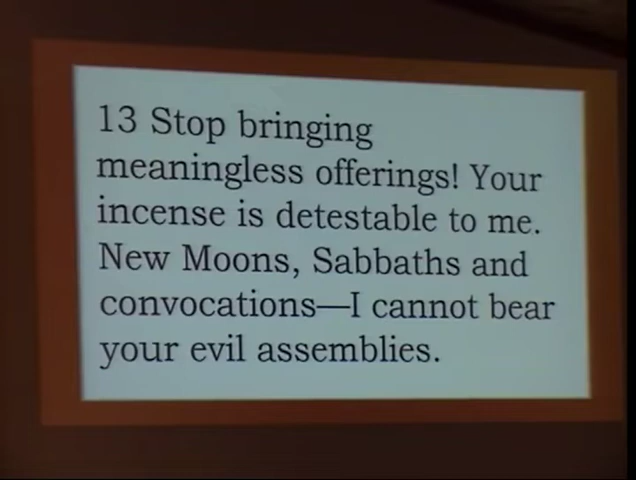 13 Stop bringing
meaningless offerings! Your
incense is detestable to me.
New Moons, Sabbaths and
convocations—I cannot bear
your evil assemblies.